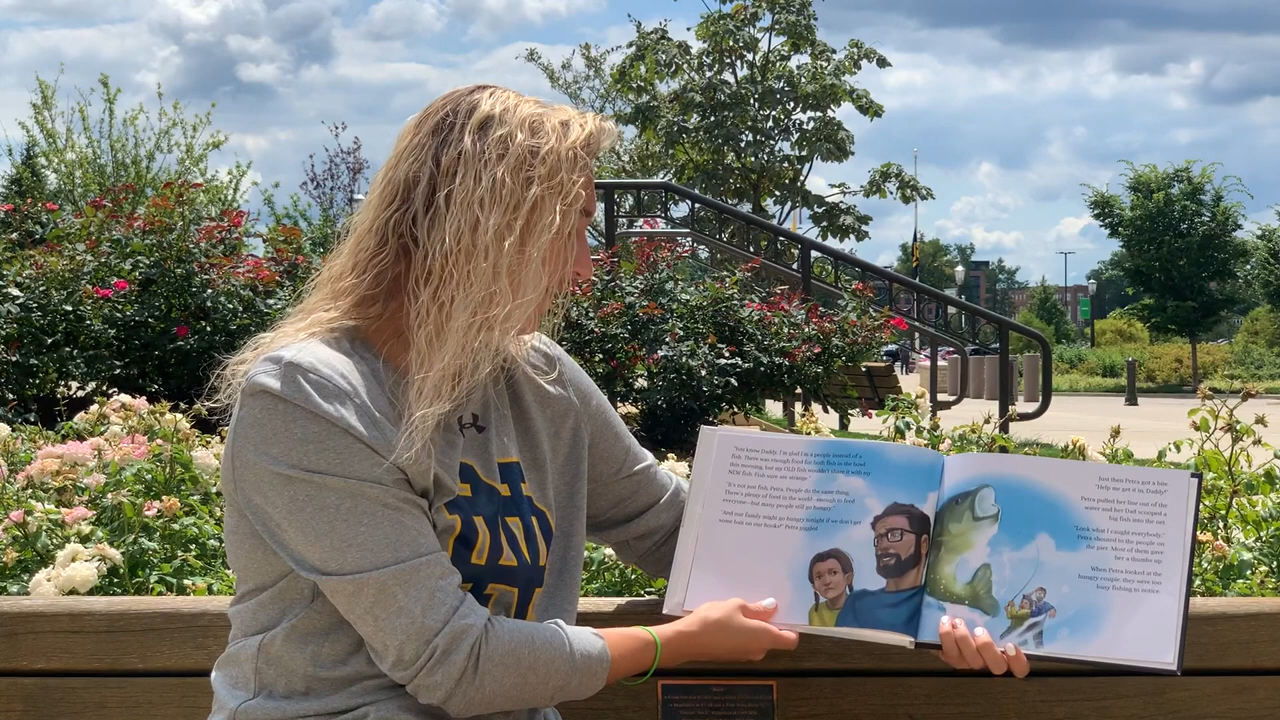 "You know Daddy, I'm glad I'm a people instead of a
fish. There was enough food for both fish in the bowl
this morning, but my OLD fish wouldn't share it with my
NEW fish. Fish sure are strange."
"It's not just fish, Petra. People do the same thing.
There's plenty of food in the world—enough to feed
everyone—but many people still go hungry."
"And our family might go hungry tonight if we don't get
some bait on our hooks!" Petra giggled.
Just then Petra got a bite.
"Help me get it in, Daddy!"
Petra pulled her line out of the
water and her Dad scooped a
big fish into the net.
"Look what I caught everybody,"
Petra shouted to the people on
the pier. Most of them gave
her a thumbs up.
When Petra looked at the
hungry couple, they were too
busy fishing to notice.
ND